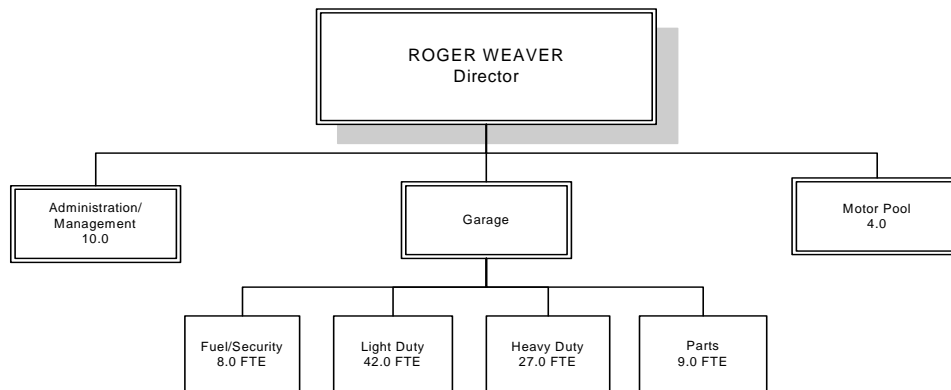 ROGER WEAVER
Director
Administration/
Management
10.0
Garage
Motor Pool
4.0
Fuel/Security
8.0 FTE
Light Duty
42.0 FTE
Heavy Duty
27.0 FTE
Parts
9.0 FTE